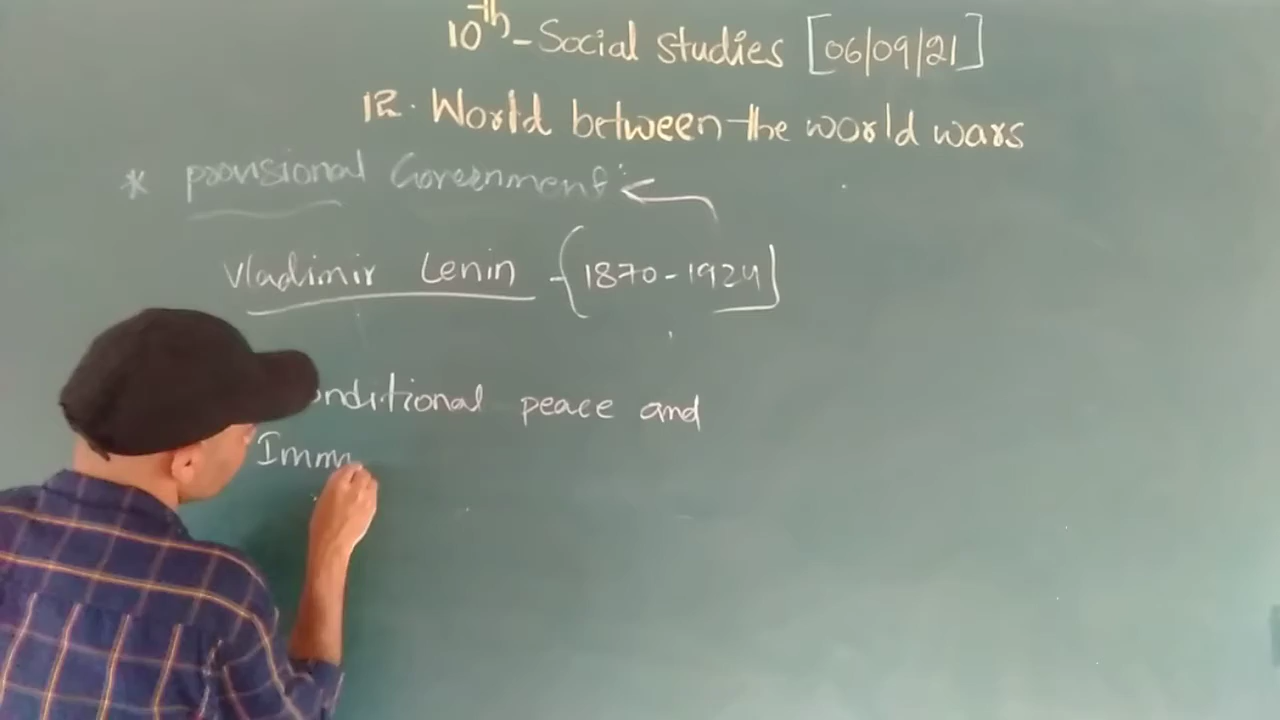 10th - Social studies [06/09/21]
12. World between the world wars
* provisional Government
Vladimir Lenin - {1870 - 1924]
onditional peace and
Imm